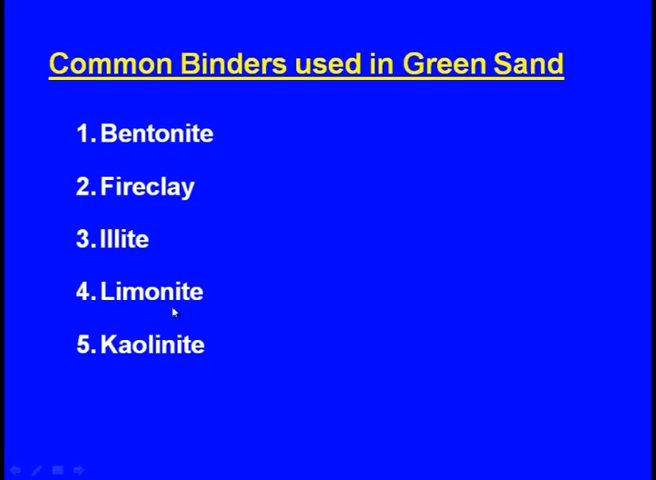 Common Binders used in Green Sand
1. Bentonite
2. Fireclay
3. Illite
4. Limonite
5. Kaolinite